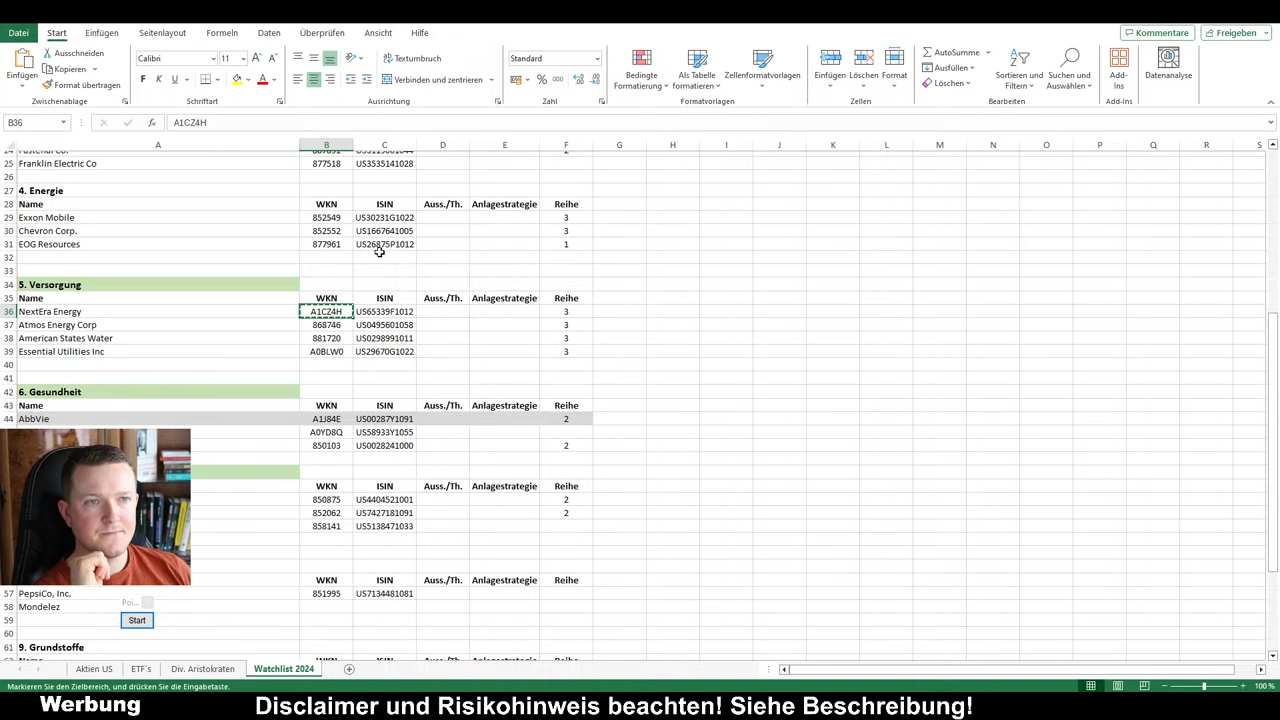 Datei Start Einfügen Seitenlayout Formeln Daten Überprüfen Ansicht Hilfe Kommentare Freigeben
Ausschneiden Calibri 11 Textumbruch Standard AutoSumme
Einfügen Kopieren Verbinden und zentrieren Bedingte Formatierung Als Tabelle formatieren Zellenformatvorlagen Einfügen Löschen Format Ausfüllen Sortieren und Filtern Suchen und Auswählen Add-Ins Datenanalyse
Format übertragen F K U Löschen
Zwischenablage Schriftart Ausrichtung Zahl Formatvorlagen Zellen Bearbeiten Add-Ins
B36 A1CZ4H
A B C D E F G H I J K L M N O P Q R S
25 Franklin Electric Co 877518 US3535141028
26
27 4. Energie
28 Name WKN ISIN Auss./Th. Anlagestrategie Reihe
29 Exxon Mobile 852549 US30231G1022 3
30 Chevron Corp. 852552 US1667641005 3
31 EOG Resources 877961 US26875P1012 1
32
33
34 5. Versorgung
35 Name WKN ISIN Auss./Th. Anlagestrategie Reihe
36 NextEra Energy A1CZ4H US65339F1012 3
37 Atmos Energy Corp 868746 US0495601058 3
38 American States Water 881720 US0298991011 3
39 Essential Utilities Inc A0BLW0 US29670G1022 3
40
41
42 6. Gesundheit
43 Name WKN ISIN Auss./Th. Anlagestrategie Reihe
44 AbbVie A1J84E US00287Y1091 2
A0YD8Q US58933Y1055
850103 US0028241000 2
WKN ISIN Auss./Th. Anlagestrategie Reihe
850875 US4404521001 2
852062 US7427181091 2
858141 US5138471033
WKN ISIN Auss./Th. Anlagestrategie Reihe
57 PepsiCo, Inc. 851995 US7134481081
58 Mondelez
Poi...
59 Start
60
61 9. Grundstoffe
Aktien US ETF´s Div. Aristokraten Watchlist 2024
Markieren Sie den Zielbereich, und drücken Sie die Eingabetaste. 100 %
Werbung Disclaimer und Risikohinweis beachten! Siehe Beschreibung!